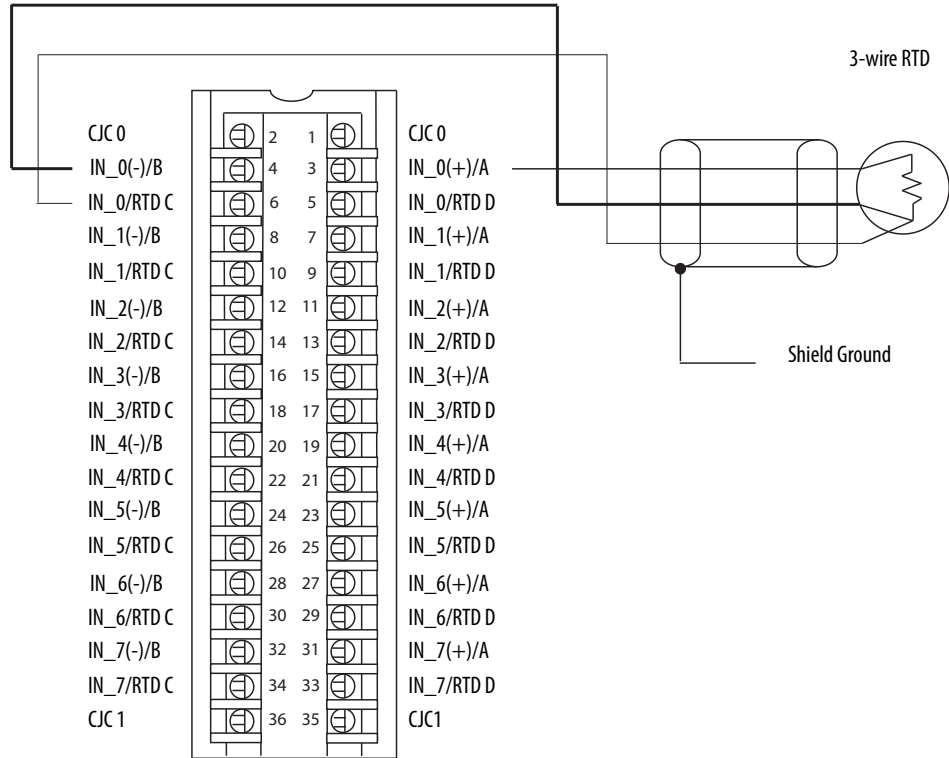 3-wire RTD
CJC 0 2 1 CJC 0
IN_0(-)/B 4 3 IN_0(+)/A
IN_0/RTD C 6 5 IN_0/RTD D
IN_1(-)/B 8 7 IN_1(+)/A
IN_1/RTD C 10 9 IN_1/RTD D
IN_2(-)/B 12 11 IN_2(+)/A
IN_2/RTD C 14 13 IN_2/RTD D
IN_3(-)/B 16 15 IN_3(+)/A
IN_3/RTD C 18 17 IN_3/RTD D
IN_4(-)/B 20 19 IN_4(+)/A
IN_4/RTD C 22 21 IN_4/RTD D
IN_5(-)/B 24 23 IN_5(+)/A
IN_5/RTD C 26 25 IN_5/RTD D
IN_6(-)/B 28 27 IN_6(+)/A
IN_6/RTD C 30 29 IN_6/RTD D
IN_7(-)/B 32 31 IN_7(+)/A
IN_7/RTD C 34 33 IN_7/RTD D
CJC 1 36 35 CJC1
Shield Ground